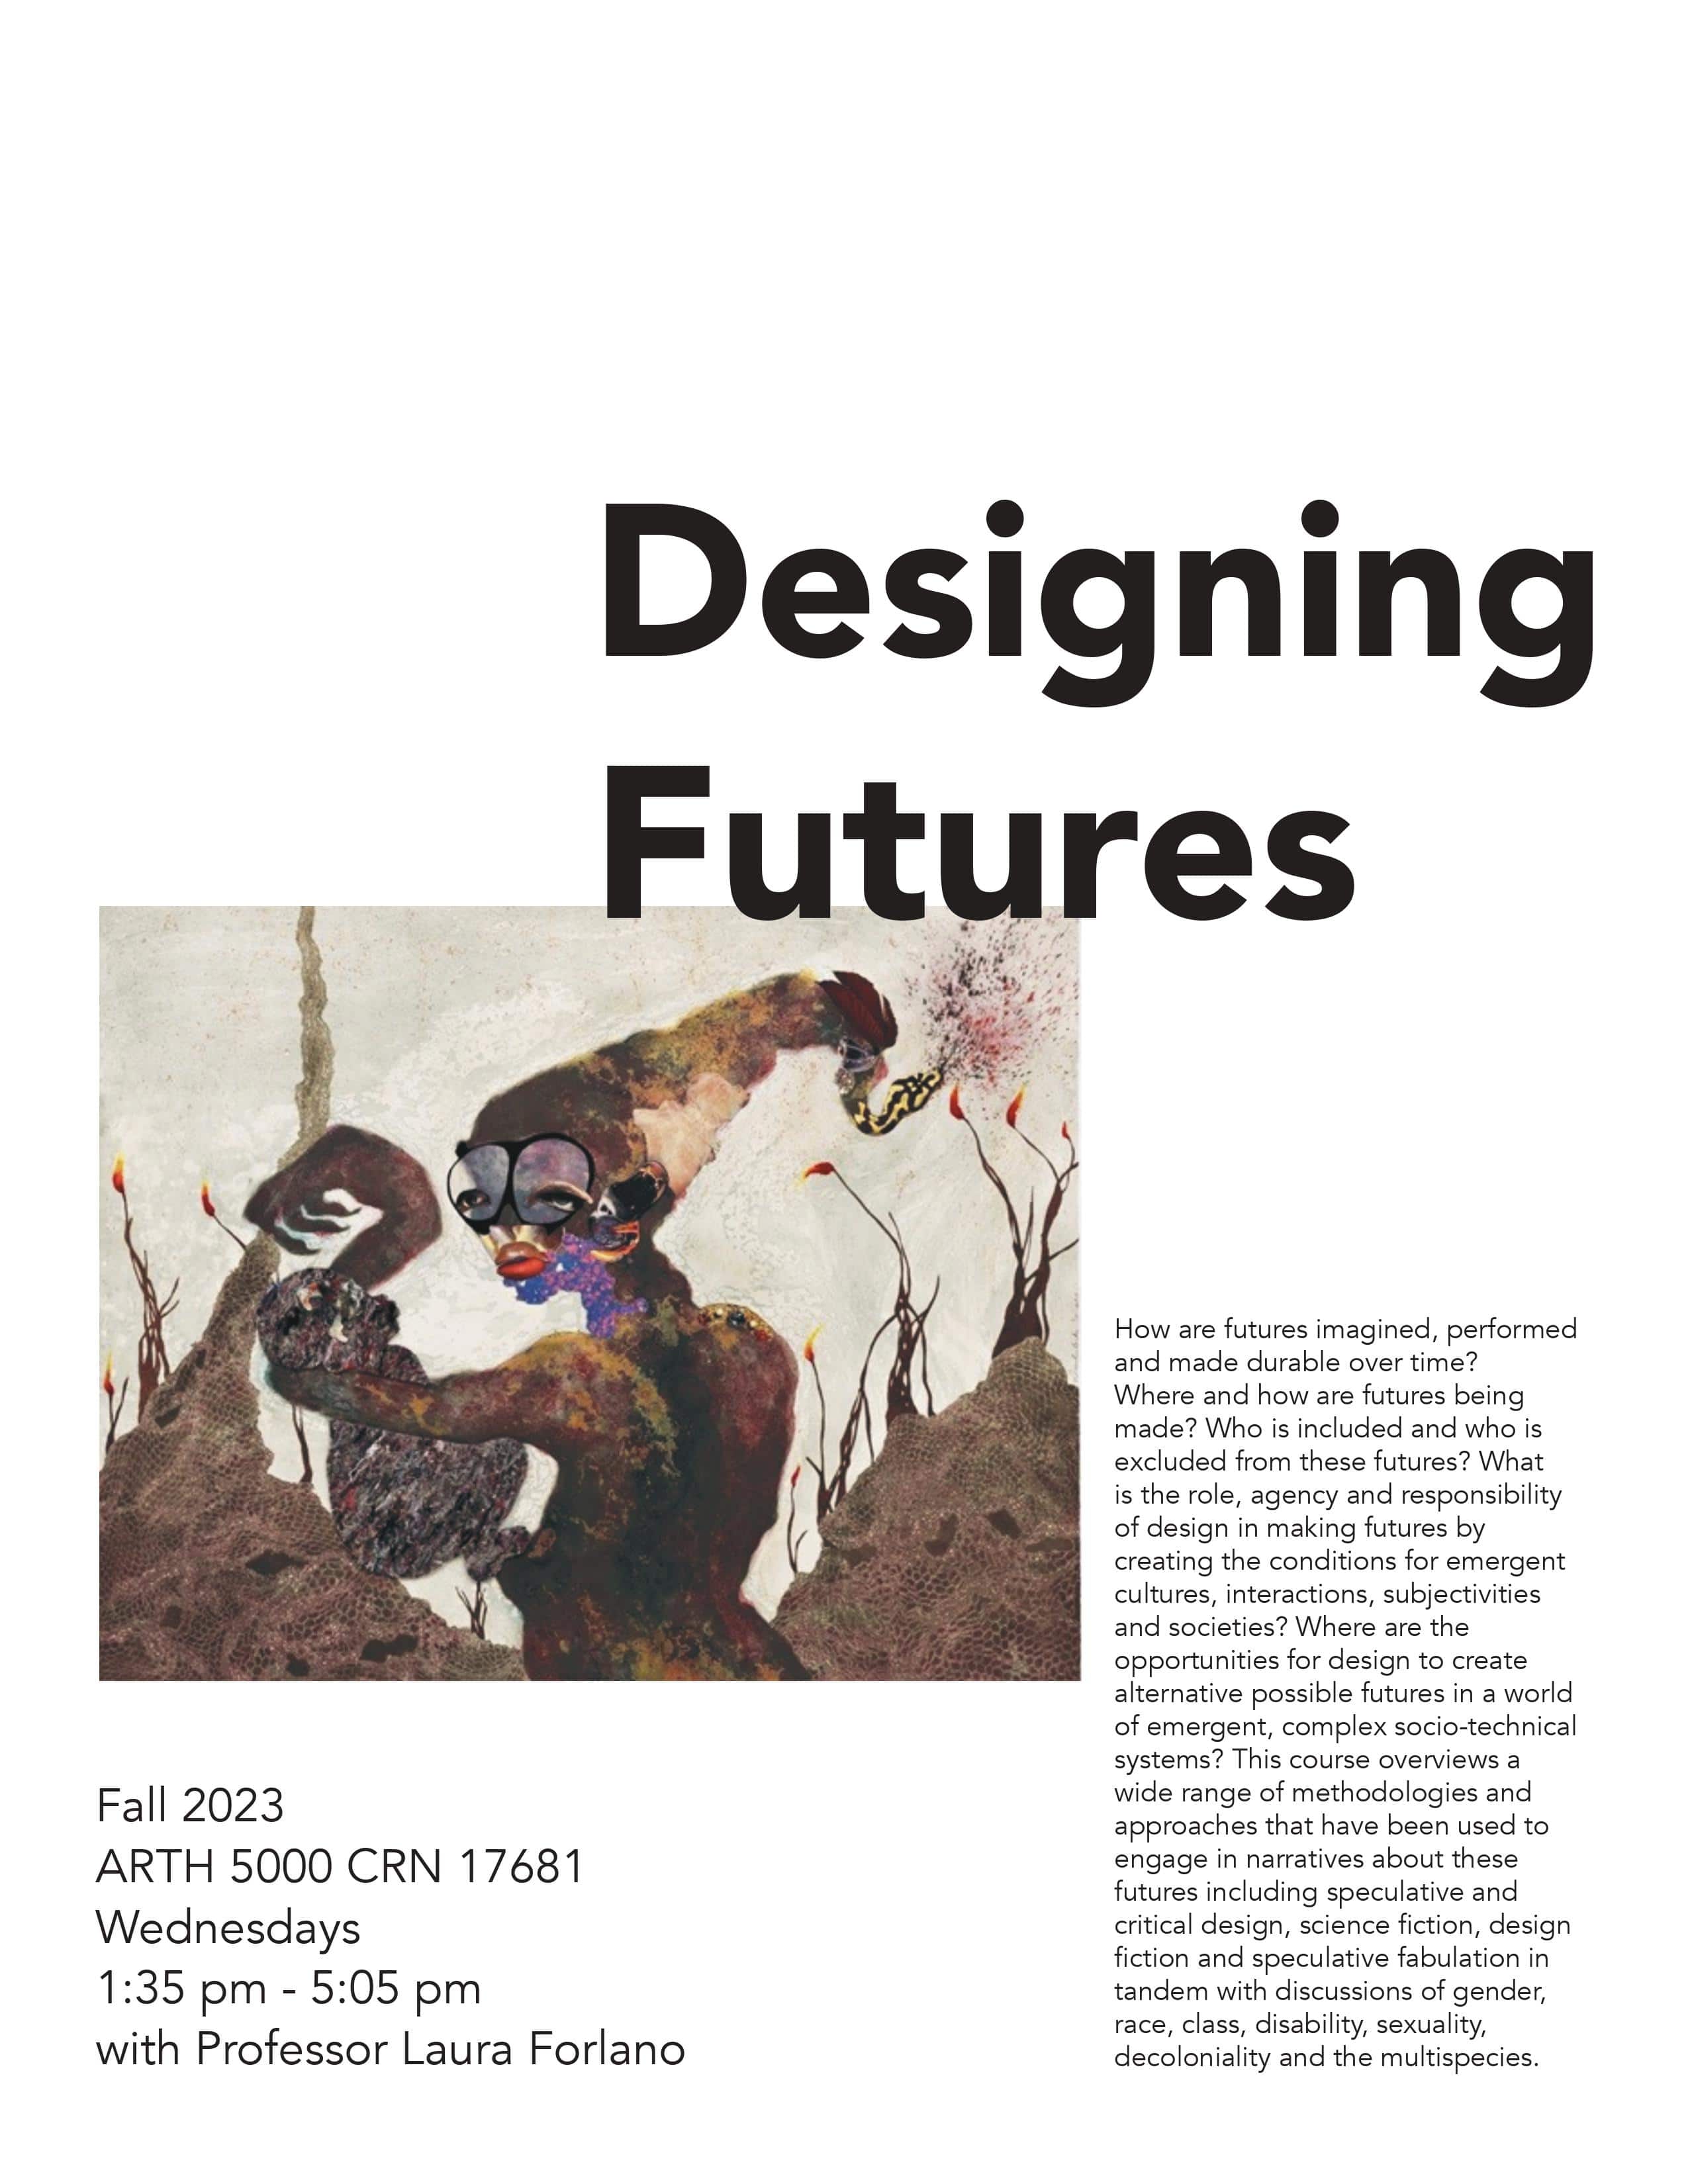 Designing
Futures
How are futures imagined, performed
and made durable over time?
Where and how are futures being
made? Who is included and who is
excluded from these futures? What
is the role, agency and responsibility
of design in making futures by
creating the conditions for emergent
cultures, interactions, subjectivities
and societies? Where are the
opportunities for design to create
alternative possible futures in a world
of emergent, complex socio-technical
systems? This course overviews a
wide range of methodologies and
approaches that have been used to
engage in narratives about these
futures including speculative and
critical design, science fiction, design
fiction and speculative fabulation in
tandem with discussions of gender,
race, class, disability, sexuality,
decoloniality and the multispecies.
Fall 2023
ARTH 5000 CRN 17681
Wednesdays
1:35 pm - 5:05 pm
with Professor Laura Forlano